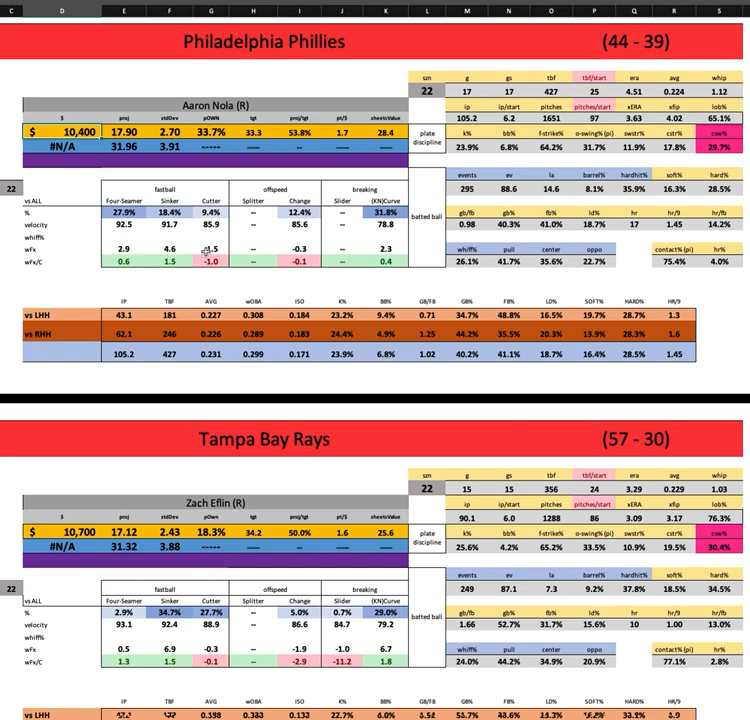 C D E F G H I J K L M N O P Q R S
Philadelphia Phillies (44 - 39)
szn g gs tbf tbf/start era avg whip
22 17 17 427 25 4.51 0.224 1.12
Aaron Nola (R) ip ip/start pitches pitches/start xERA xfip lob%
$ proj stdDev pOWN tgt proj/tgt pt/$ sheetsValue 105.2 6.2 1651 97 3.63 4.02 65.1%
$ 10,400 17.90 2.70 33.7% 33.3 53.8% 1.7 28.4 plate discipline k% bb% f-strike% o-swing% (pi) swstr% cstr% csw%
#N/A 31.96 3.91 ----- ---- -- ---- ---- 23.9% 6.8% 64.2% 31.7% 11.9% 17.8% 29.7%
events ev la barrel% hardhit% soft% hard%
22 fastball offspeed breaking 295 88.6 14.6 8.1% 35.9% 16.3% 28.5%
vs ALL Four-Seamer Sinker Cutter Splitter Change Slider (KN)Curve
% 27.9% 18.4% 9.4% -- 12.4% -- 31.8% batted ball gb/fb gb% fb% ld% hr hr/9 hr/fb
velocity 92.5 91.7 85.9 -- 85.6 -- 78.8 0.98 40.3% 41.0% 18.7% 17 1.45 14.2%
whiff%
wFx 2.9 4.6 -- -0.3 -- 2.3 whiff% pull center oppo contact% (pi) hr%
wFx/C 0.6 1.5 -1.0 -- -0.1 -- 0.4 26.1% 41.7% 35.6% 22.7% 75.4% 4.0%
IP TBF AVG wOBA ISO K% BB% GB/FB GB% FB% LD% SOFT% HARD% HR/9
vs LHH 43.1 181 0.227 0.308 0.184 23.2% 9.4% 0.71 34.7% 48.8% 16.5% 19.7% 28.7% 1.3
vs RHH 62.1 246 0.226 0.289 0.183 24.4% 4.9% 1.25 44.2% 35.5% 20.3% 13.9% 28.3% 1.6
105.2 427 0.231 0.299 0.171 23.9% 6.8% 1.02 40.2% 41.1% 18.7% 16.4% 28.5% 1.45
Tampa Bay Rays (57 - 30)
szn g gs tbf tbf/start era avg whip
22 15 15 356 24 3.29 0.229 1.03
Zach Eflin (R) ip ip/start pitches pitches/start xERA xfip lob%
$ proj stdDev pOwn tgt proj/tgt pt/$ sheetsValue 90.1 6.0 1288 86 3.09 3.17 76.3%
$ 10,700 17.12 2.43 18.3% 34.2 50.0% 1.6 25.6 plate discipline k% bb% f-strike% o-swing% (pi) swstr% cstr% csw%
#N/A 31.32 3.88 ----- ---- -- ---- ---- 25.6% 4.2% 65.2% 33.5% 10.9% 19.5% 30.4%
events ev la barrel% hardhit% soft% hard%
22 fastball offspeed breaking 249 87.1 7.3 9.2% 37.8% 18.5% 34.5%
vs ALL Four-Seamer Sinker Cutter Splitter Change Slider (KN)Curve
% 2.9% 34.7% 27.7% -- 5.0% 0.7% 29.0% batted ball gb/fb gb% fb% ld% hr hr/9 hr/fb
velocity 93.1 92.4 88.9 -- 86.6 84.7 79.2 1.66 52.7% 31.7% 15.6% 10 1.00 13.0%
whiff%
wFx 0.5 6.9 -0.3 -- -1.9 -1.0 6.7 whiff% pull center oppo contact% (pi) hr%
wFx/C 1.3 1.5 -0.1 -- -2.9 -11.2 1.8 24.0% 44.2% 34.9% 20.9% 77.1% 2.8%
IP TBF AVG wOBA ISO K% BB% GB/FB GB% FB% LD% SOFT% HARD% HR/9
vs LHH 0.198 0.133 22.7%